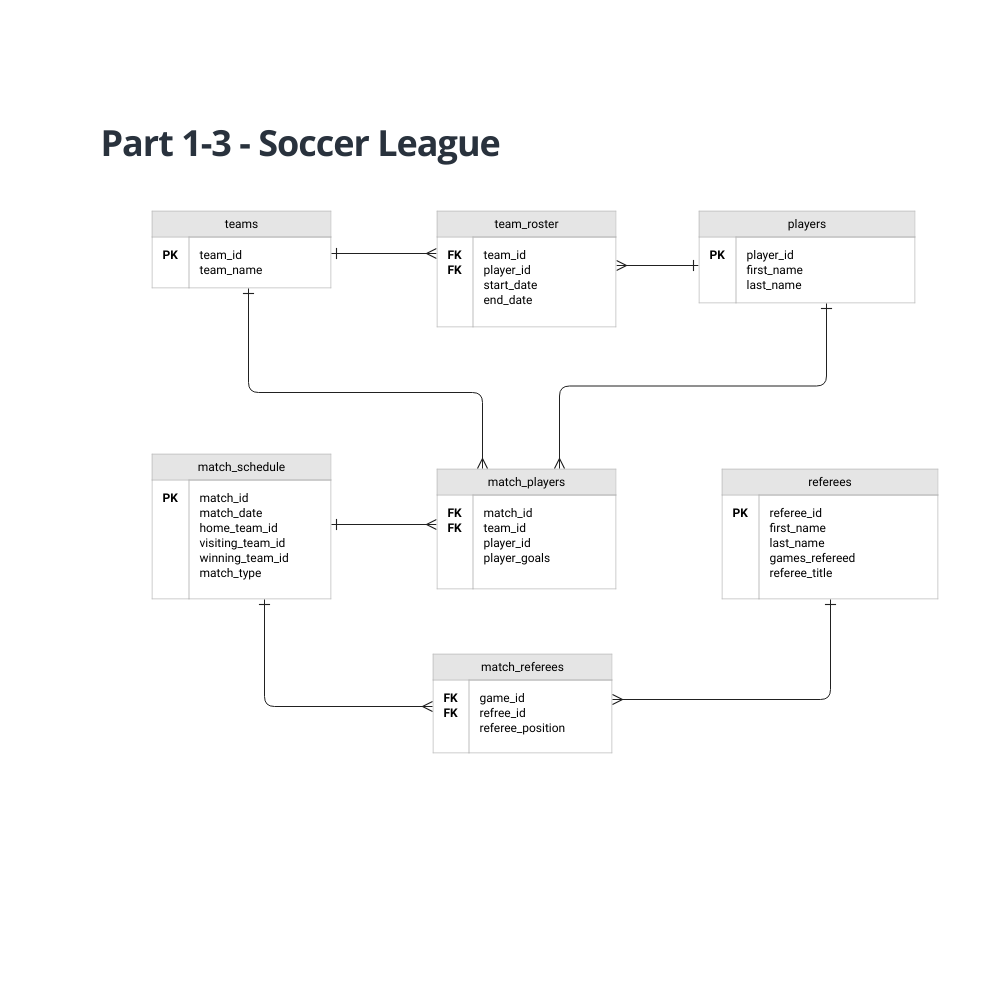 Part 1-3 - Soccer League
teams
PK team_id
team_name
team_roster
FK team_id
FK player_id
start_date
end_date
players
PK player_id
first_name
last_name
match_schedule
PK match_id
match_date
home_team_id
visiting_team_id
winning_team_id
match_type
match_players
FK match_id
FK team_id
player_id
player_goals
referees
PK referee_id
first_name
last_name
games_refereed
referee_title
match_referees
FK game_id
FK refree_id
referee_position